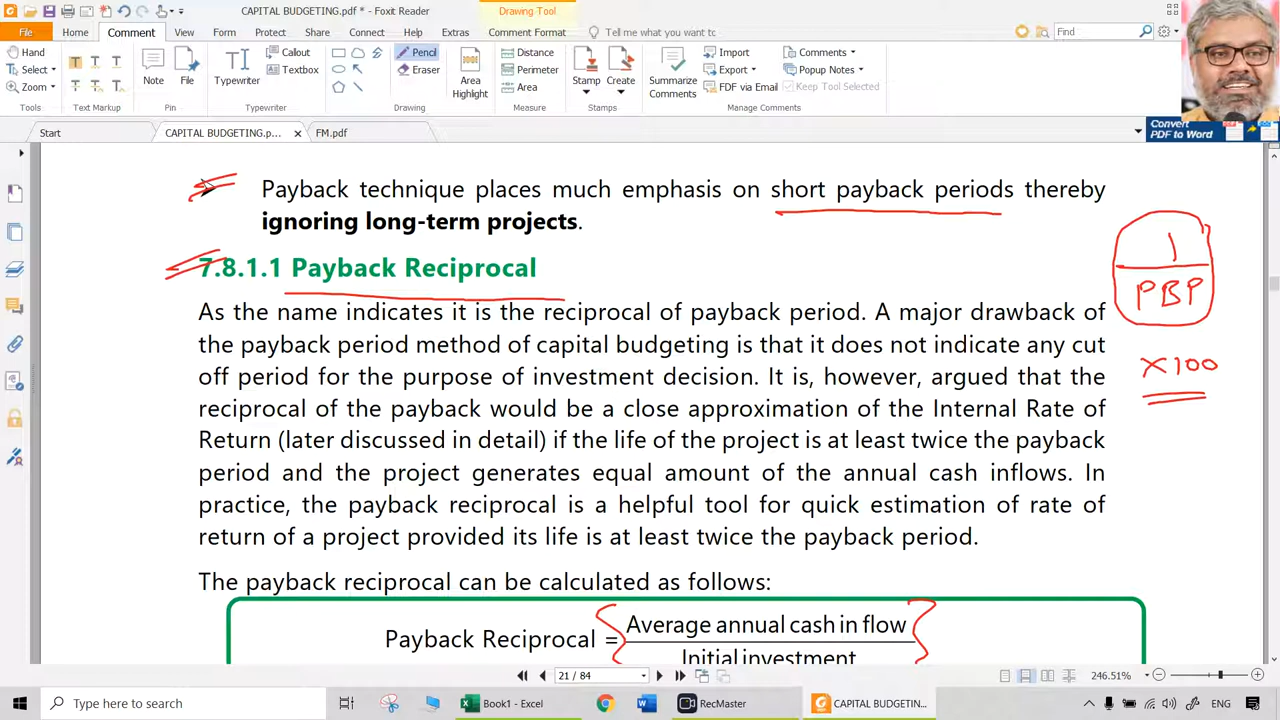 CAPITAL BUDGETING.pdf * - Foxit Reader
Drawing Tool
File Home Comment View Form Protect Share Connect Help Extras Comment Format Tell me what you want tc Find
Hand
Select
Zoom
Tools
T T T
T T T
Text Markup
Note File
Pin
Typewriter
Callout
Textbox
Typewriter
Pencil
Eraser
Drawing
Area Highlight
Distance
Perimeter
Area
Measure
Stamp Create
Stamps
Summarize Comments
Import
Export
FDF via Email
Comments
Popup Notes
Keep Tool Selected
Manage Comments
Start CAPITAL BUDGETING.p... FM.pdf
Convert
PDF to Word
Payback technique places much emphasis on short payback periods thereby
ignoring long-term projects.
7.8.1.1 Payback Reciprocal
1
PBP
×100
As the name indicates it is the reciprocal of payback period. A major drawback of
the payback period method of capital budgeting is that it does not indicate any cut
off period for the purpose of investment decision. It is, however, argued that the
reciprocal of the payback would be a close approximation of the Internal Rate of
Return (later discussed in detail) if the life of the project is at least twice the payback
period and the project generates equal amount of the annual cash inflows. In
practice, the payback reciprocal is a helpful tool for quick estimation of rate of
return of a project provided its life is at least twice the payback period.
The payback reciprocal can be calculated as follows:
Payback Reciprocal = Average annual cash in flow
Initial investment
21 / 84 246.51%
Type here to search Book1 - Excel RecMaster CAPITAL BUDGETIN... ENG